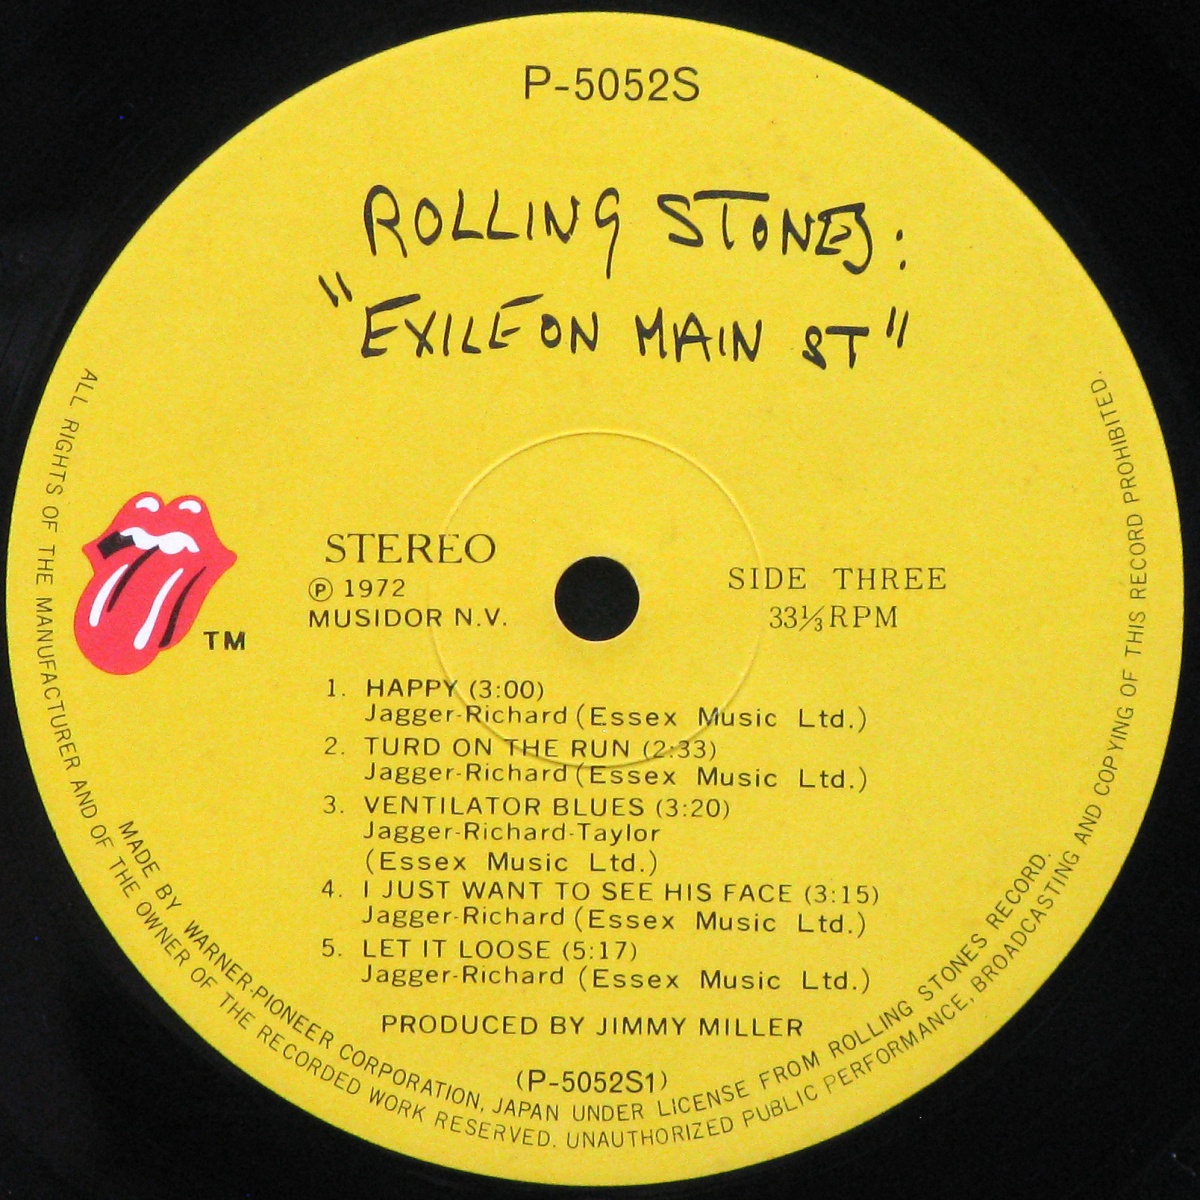 P-5052S
ROLLING STONES:
"EXILE ON MAIN ST"
STEREO
Ⓟ 1972
MUSIDOR N.V.
SIDE THREE
33⅓RPM
TM
1. HAPPY (3:00)
Jagger-Richard (Essex Music Ltd.)
2. TURD ON THE RUN (2:33)
Jagger-Richard (Essex Music Ltd.)
3. VENTILATOR BLUES (3:20)
Jagger-Richard-Taylor
(Essex Music Ltd.)
4. I JUST WANT TO SEE HIS FACE (3:15)
Jagger-Richard (Essex Music Ltd.)
5. LET IT LOOSE (5:17)
Jagger-Richard (Essex Music Ltd.)
PRODUCED BY JIMMY MILLER
(P-5052S1)
MADE BY WARNER-PIONEER CORPORATION, JAPAN UNDER LICENSE FROM ROLLING STONES RECORD.
ALL RIGHTS OF THE MANUFACTURER AND OF THE OWNER OF THE RECORDED WORK RESERVED. UNAUTHORIZED PUBLIC PERFORMANCE, BROADCASTING AND COPYING OF THIS RECORD PROHIBITED.